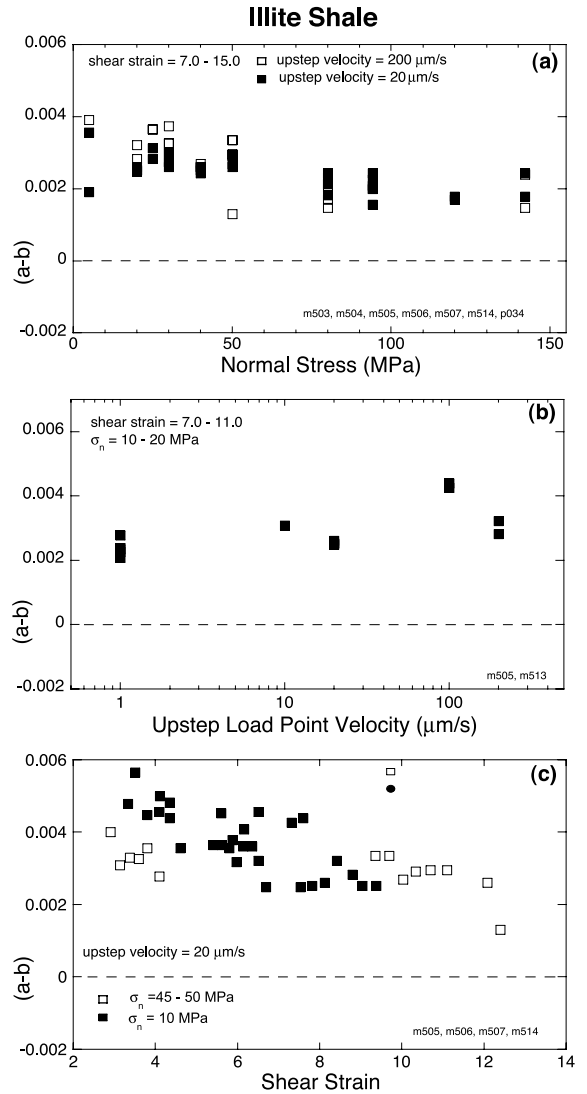 Illite Shale
0.006
shear strain = 7.0 - 15.0
upstep velocity = 200 μm/s
(a)
upstep velocity = 20 μm/s
0.004
0.002
(a-b)
0
m503, m504, m505, m506, m507, m514, p034
-0.002
0 50 100 150
Normal Stress (MPa)
(b)
0.006
shear strain = 7.0 - 11.0
σn = 10 - 20 MPa
0.004
0.002
(a-b)
0
m505, m513
-0.002
1 10 100
Upstep Load Point Velocity (μm/s)
0.006
(c)
0.004
0.002
(a-b)
upstep velocity = 20 μm/s
0
σn =45 - 50 MPa
σn = 10 MPa
m505, m506, m507, m514
-0.002
2 4 6 8 10 12 14
Shear Strain